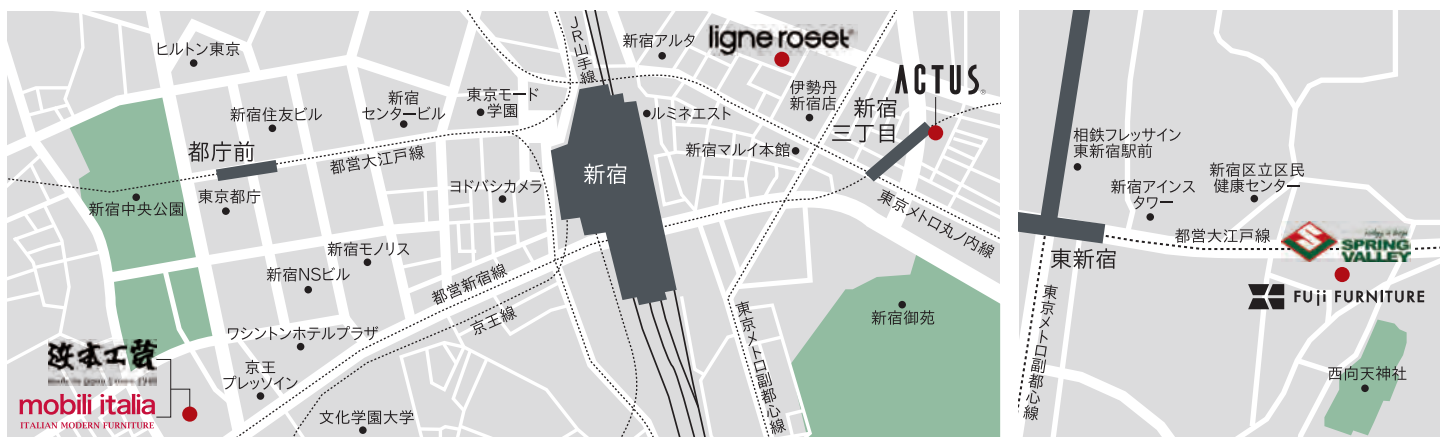 ヒルトン東京
JR山手線
新宿アルタ
ligne roset®
ACTUS®
新宿住友ビル
新宿
センタービル
東京モード
学園
ルミネエスト
伊勢丹
新宿店
新宿
三丁目
都庁前
都営大江戸線
新宿マルイ本館
新宿
新宿中央公園
東京都庁
ヨドバシカメラ
東京メトロ丸ノ内線
新宿モノリス
新宿NSビル
都営新宿線
京王線
新宿御苑
東京メトロ副都心線
ワシントンホテルプラザ
京王
プレッソイン
文化学園大学
浜本工芸
mobili italia
ITALIAN MODERN FURNITURE
相鉄フレッサイン
東新宿駅前
新宿アインス
タワー
新宿区立区民
健康センター
都営大江戸線
SPRING
VALLEY
東新宿
FUJI FURNITURE
東京メトロ副都心線
西向天神社